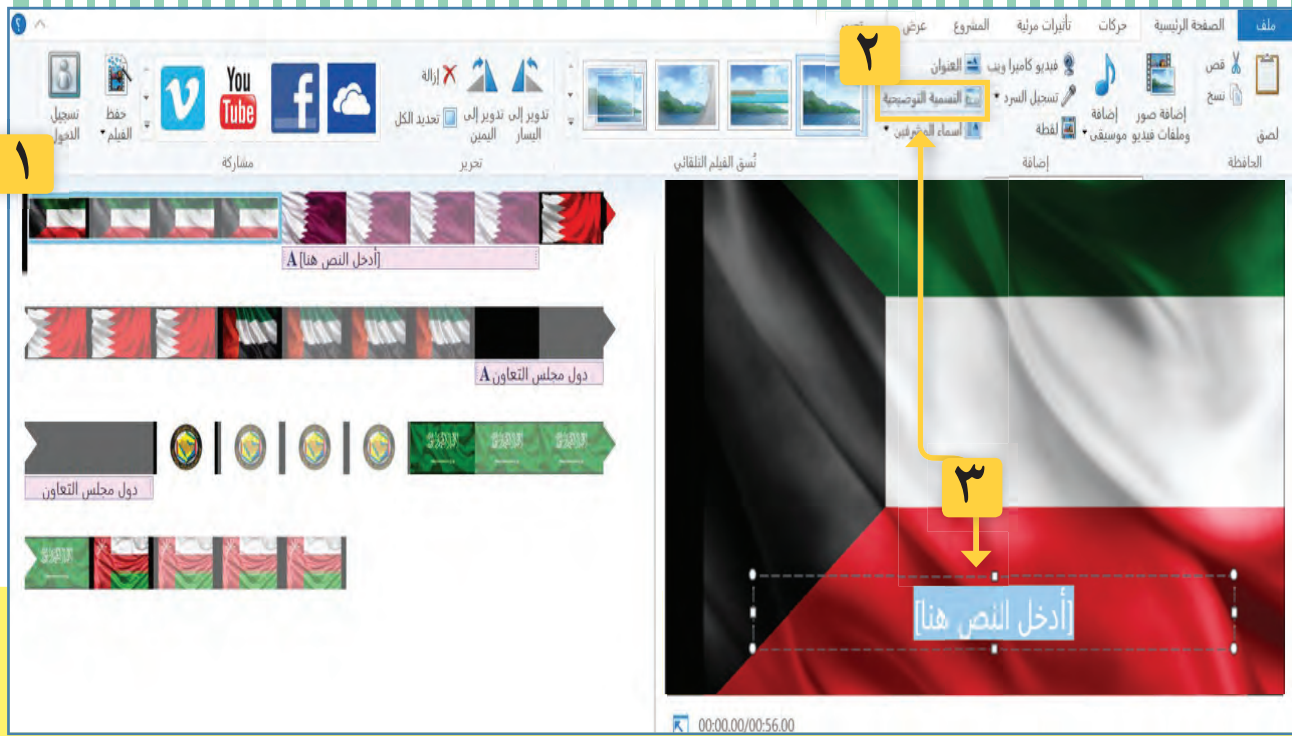 ملف الصفحة الرئيسية حركات تأثيرات مرئية المشروع عرض
؟
لصق
قص
نسخ
الحافظة
إضافة صور وملفات فيديو
إضافة موسيقى
فيديو كاميرا ويب
تسجيل السرد
لقطة
العنوان
التسمية التوضيحية
أسماء المشرفين
إضافة
نُسق الفيلم التلقائي
تدوير إلى اليسار
تدوير إلى اليمين
إزالة
تحديد الكل
تحرير
You
Tube
f
مشاركة
حفظ الفيلم
تسجيل الدخول
١
٢
٣
[أدخل النص هنا] A
دول مجلس التعاون A
دول مجلس التعاون
[أدخل النص هنا]
00:00.00/00:56.00